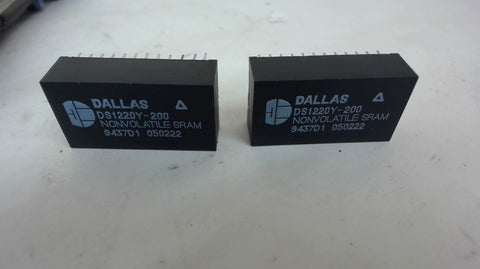 DALLAS
DS1220Y-200
NONVOLATILE SRAM
9437D1 050222
DALLAS
DS1220Y-200
NONVOLATILE SRAM
9437D1 050222